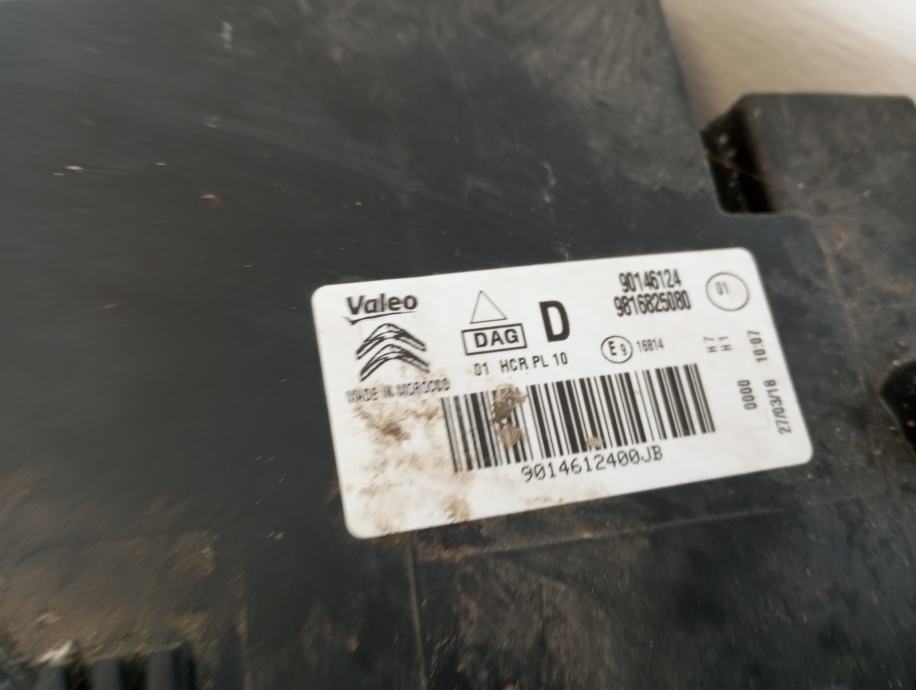 Valeo
MADE IN MOROCCO
DAG
01 HCR PL 10
D
90146124
9816825080
01
E9 16814
H7
H1
0000
27/03/18 10:07
9014612400JB